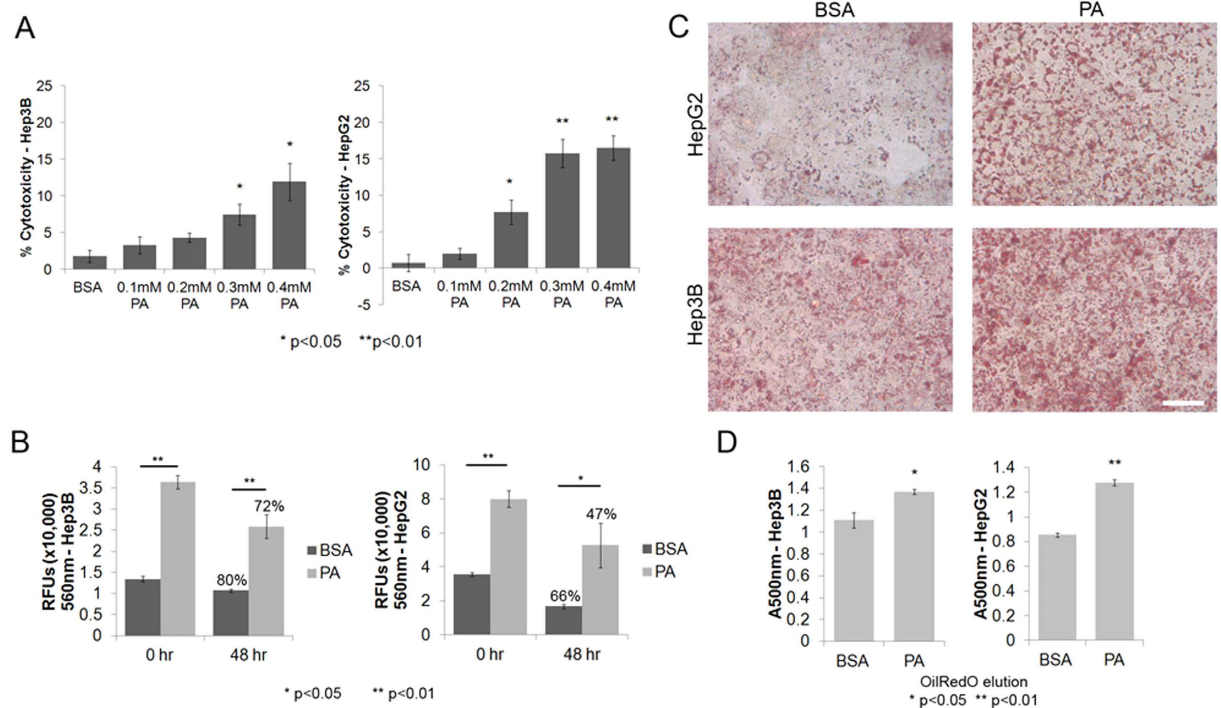 A
% Cytotoxicity - Hep3B
25
20
15
10
5
0
BSA
0.1mM PA
0.2mM PA
0.3mM PA
0.4mM PA
*
*
% Cytotoxicity - HepG2
25
20
15
10
5
0
-5
BSA
0.1mM PA
0.2mM PA
0.3mM PA
0.4mM PA
*
**
**
* p<0.05 **p<0.01
B
RFUs (x10,000)
560nm - Hep3B
4
3.5
3
2.5
2
1.5
1
0.5
0
**
**
72%
80%
0 hr
48 hr
BSA
PA
RFUs (x10,000)
560nm - HepG2
10
8
6
4
2
0
**
*
47%
66%
0 hr
48 hr
BSA
PA
* p<0.05 ** p<0.01
C
BSA
PA
HepG2
Hep3B
D
A500nm - Hep3B
1.6
1.4
1.2
1
0.8
0.6
0.4
0.2
0
*
BSA
PA
A500nm - HepG2
1.4
1.2
1
0.8
0.6
0.4
0.2
0
**
BSA
PA
OilRedO elution
* p<0.05 ** p<0.01